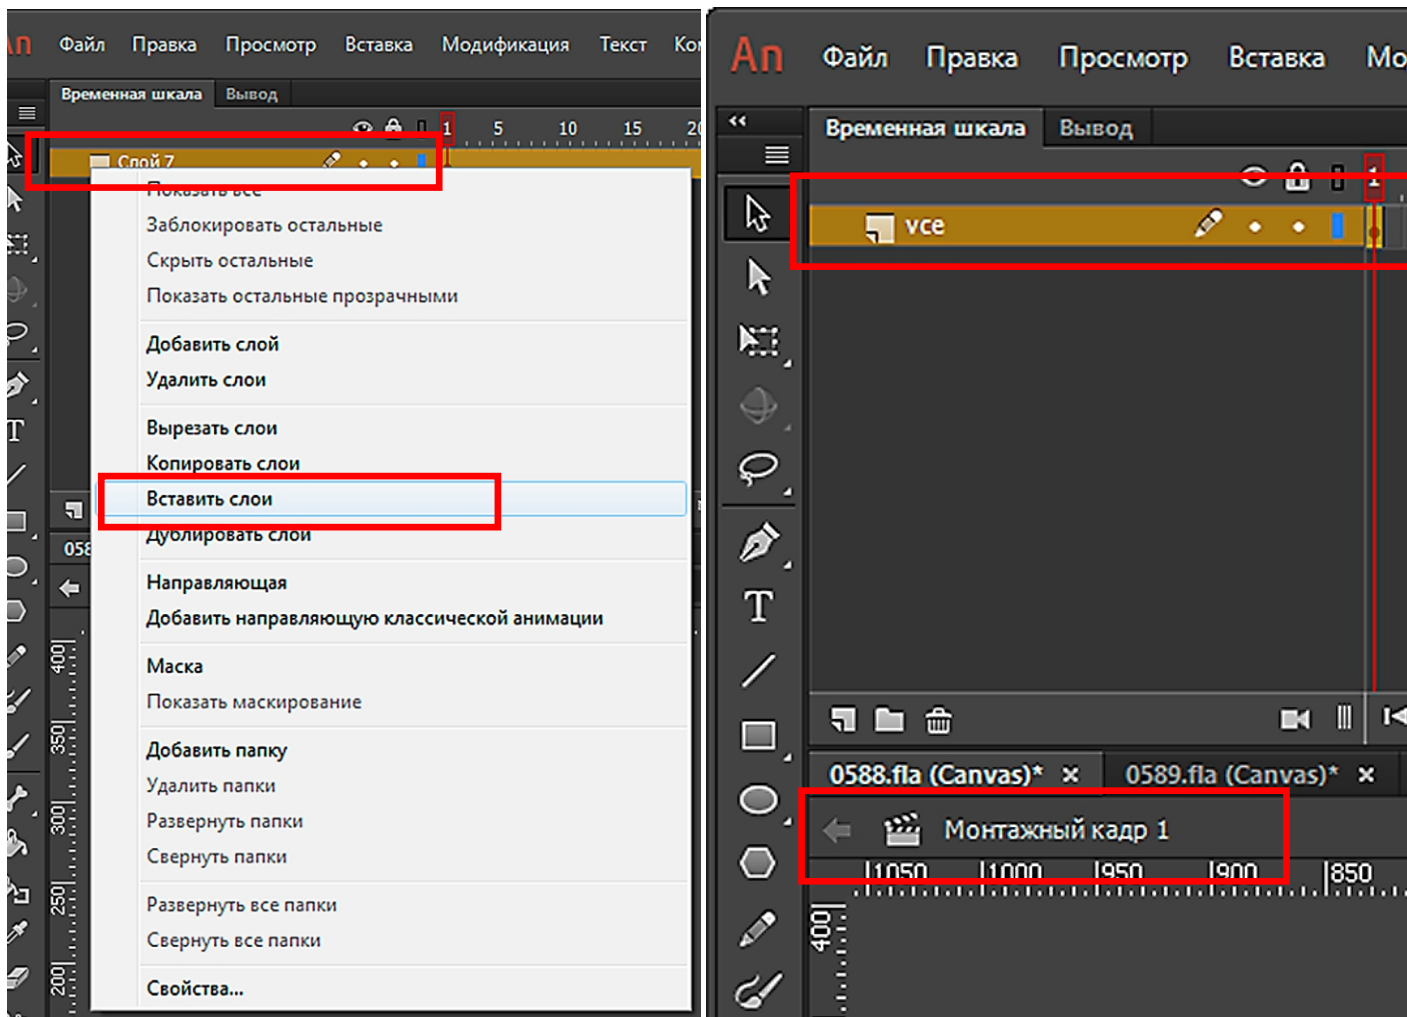 An Файл Правка Просмотр Вставка Модификация Текст
Временная шкала Вывод
1 5 10 15 20
Слой 7
Показать все
Заблокировать остальные
Скрыть остальные
Показать остальные прозрачными
Добавить слой
Удалить слои
Вырезать слои
Копировать слои
Вставить слои
Дублировать слои
Направляющая
Добавить направляющую классической анимации
Маска
Показать маскирование
Добавить папку
Удалить папки
Развернуть папки
Свернуть папки
Развернуть все папки
Свернуть все папки
Свойства...
058
400
350
300
250
200
T
An Файл Правка Просмотр Вставка Мо
Временная шкала Вывод
1
vce
T
0588.fla (Canvas)* × 0589.fla (Canvas)* ×
Монтажный кадр 1
1050 1000 950 900 850
400